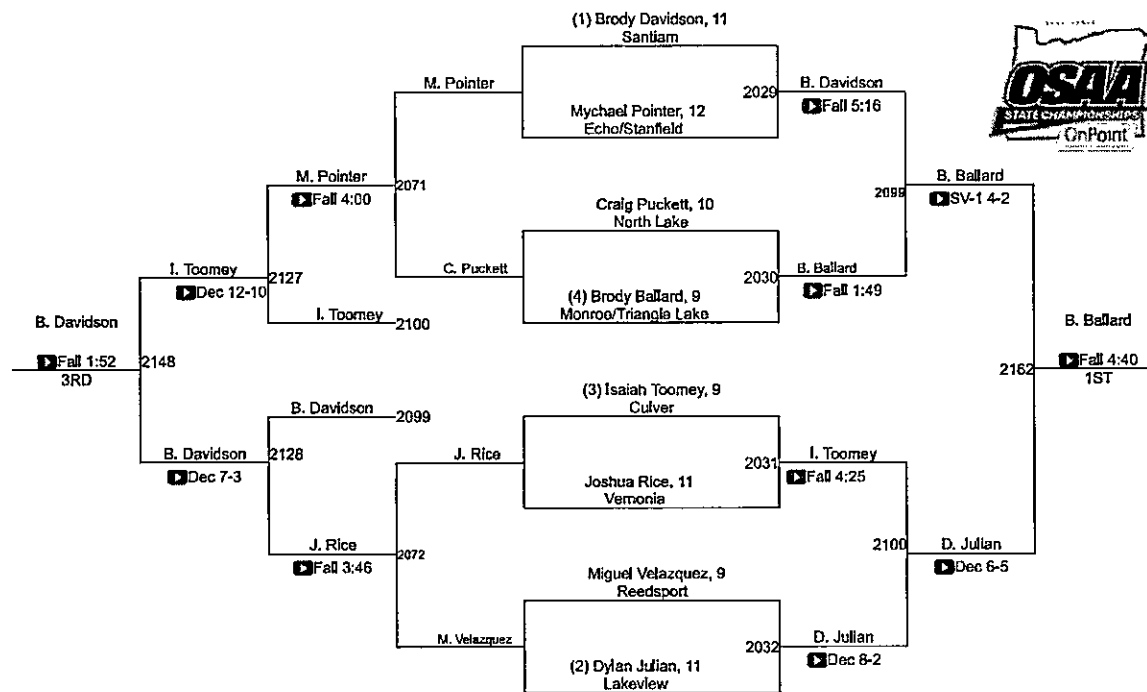 (1) Brody Davidson, 11
Santiam
M. Pointer
2029
B. Davidson
Fall 5:16
Mychael Pointer, 12
Echo/Stanfield
OSAA
STATE CHAMPIONSHIPS
OnPoint
M. Pointer
Fall 4:00
2071
2099
B. Ballard
SV-1 4-2
Craig Puckett, 10
North Lake
I. Toomey
Dec 12-10
2127
C. Puckett
2030
B. Ballard
Fall 1:49
(4) Brody Ballard, 9
Monroe/Triangle Lake
I. Toomey
2100
B. Davidson
Fall 1:52
3RD
2148
2162
B. Ballard
Fall 4:40
1ST
(3) Isaiah Toomey, 9
Culver
B. Davidson
2099
B. Davidson
Dec 7-3
2128
J. Rice
2031
I. Toomey
Fall 4:25
Joshua Rice, 11
Vernonia
J. Rice
Fall 3:46
2072
2100
D. Julian
Dec 6-5
Miguel Velazquez, 9
Reedsport
M. Velazquez
2032
D. Julian
Dec 8-2
(2) Dylan Julian, 11
Lakeview